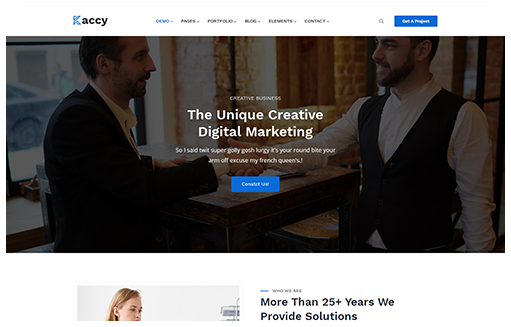 accy
DEMO PAGES PORTFOLIO BLOG ELEMENTS CONTACT
Get A Project
CREATIVE BUSINESS
The Unique Creative
Digital Marketing
So I said twit super golly gosh lurgy it's your round bite your
arm off excuse my french queen's.!
Conatct Us!
WHO WE ARE
More Than 25+ Years We
Provide Solutions